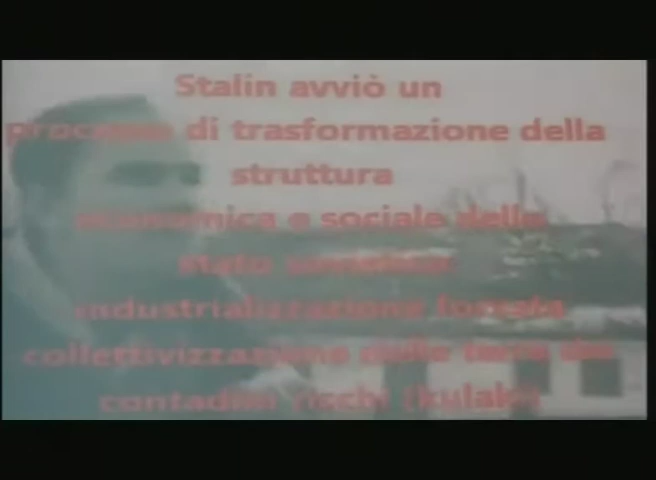 Stalin avviò un
processo di trasformazione della
struttura
economica e sociale dello
stato sovietico:
industrializzazione forzata
collettivizzazione delle terre dei
contadini ricchi (kulaki)